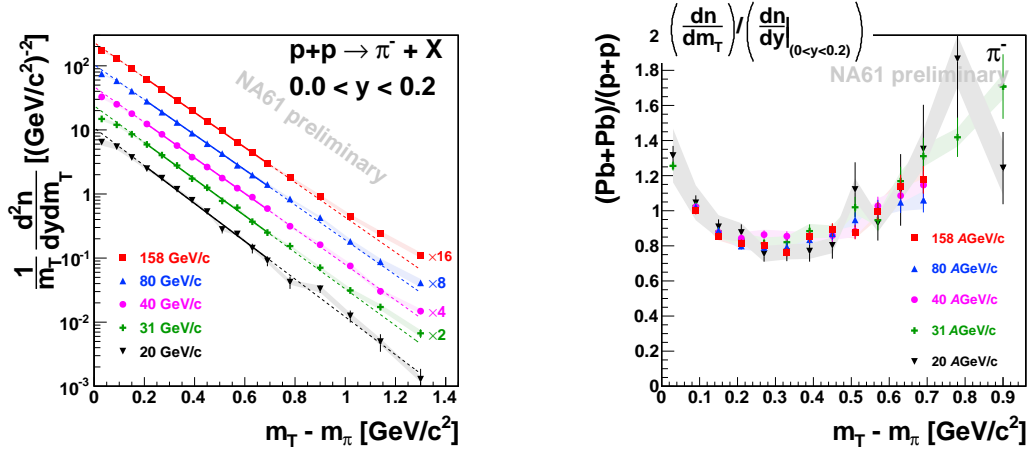 p+p → π⁻ + X
0.0 < y < 0.2
NA61 preliminary
1/m_T d²n/dydm_T [(GeV/c²)⁻²]
10²
10
1
10⁻¹
10⁻²
10⁻³
×16
×8
×4
×2
158 GeV/c
80 GeV/c
40 GeV/c
31 GeV/c
20 GeV/c
0 0.2 0.4 0.6 0.8 1 1.2 1.4
m_T - m_π [GeV/c²]
(dn/dm_T)/(dn/dy|_(0<y<0.2))
π⁻
NA61 preliminary
(Pb+Pb)/(p+p)
2
1.8
1.6
1.4
1.2
1
0.8
0.6
0.4
0.2
0
158 AGeV/c
80 AGeV/c
40 AGeV/c
31 AGeV/c
20 AGeV/c
0 0.1 0.2 0.3 0.4 0.5 0.6 0.7 0.8 0.9
m_T - m_π [GeV/c²]